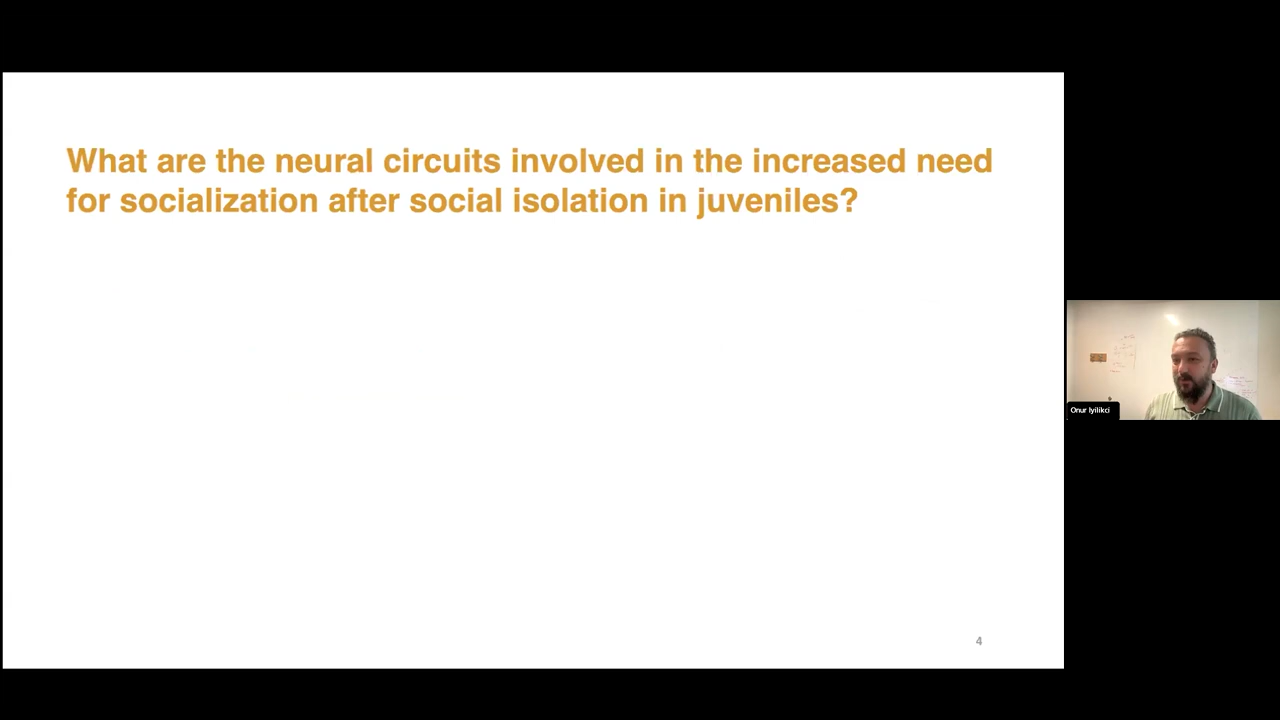 What are the neural circuits involved in the increased need
for socialization after social isolation in juveniles?
Onur Iyilikci
4